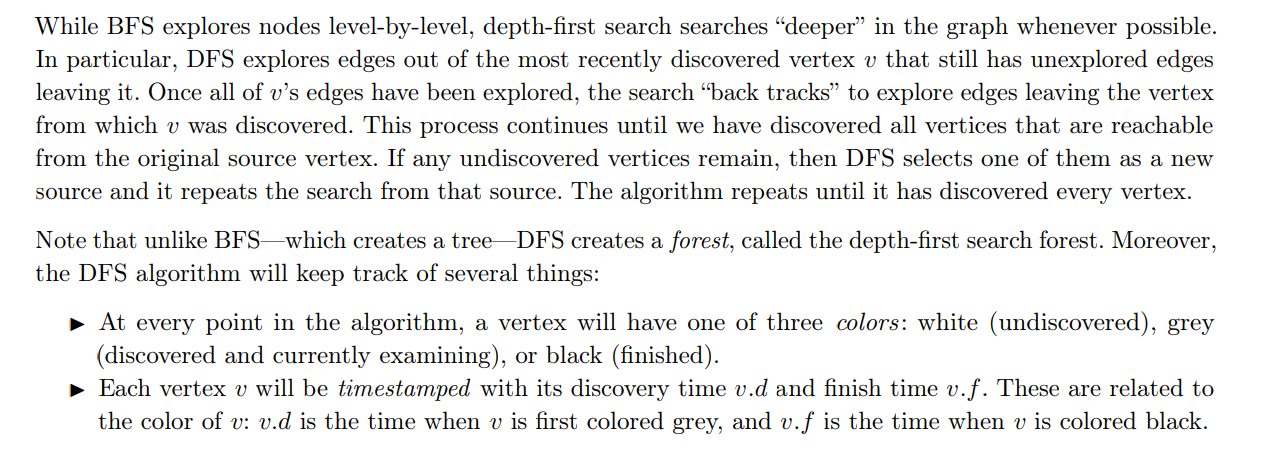 While BFS explores nodes level-by-level, depth-first search searches “deeper” in the graph whenever possible.
In particular, DFS explores edges out of the most recently discovered vertex v that still has unexplored edges
leaving it. Once all of v’s edges have been explored, the search “back tracks” to explore edges leaving the vertex
from which v was discovered. This process continues until we have discovered all vertices that are reachable
from the original source vertex. If any undiscovered vertices remain, then DFS selects one of them as a new
source and it repeats the search from that source. The algorithm repeats until it has discovered every vertex.
Note that unlike BFS—which creates a tree—DFS creates a forest, called the depth-first search forest. Moreover,
the DFS algorithm will keep track of several things:
▶ At every point in the algorithm, a vertex will have one of three colors: white (undiscovered), grey
(discovered and currently examining), or black (finished).
▶ Each vertex v will be timestamped with its discovery time v.d and finish time v.f. These are related to
the color of v: v.d is the time when v is first colored grey, and v.f is the time when v is colored black.